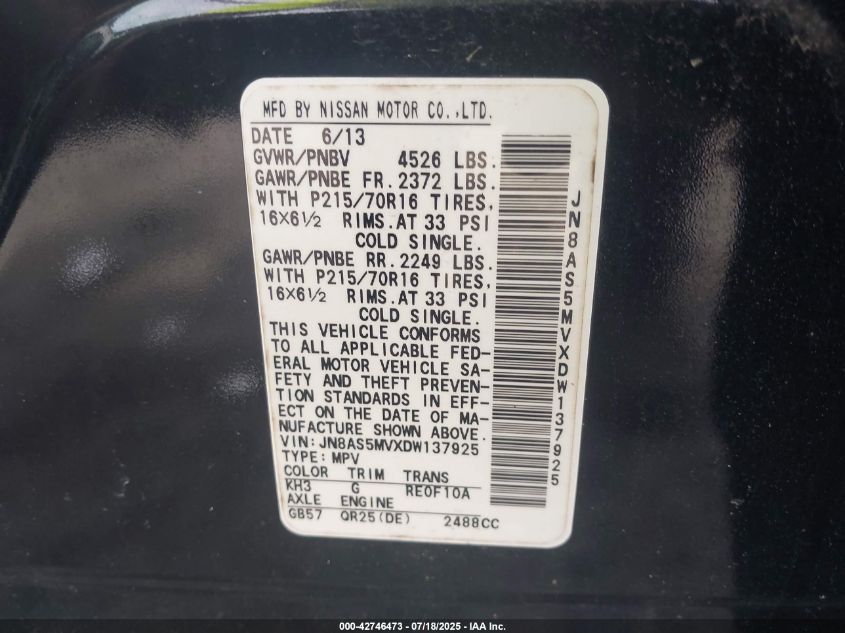 MFD BY NISSAN MOTOR CO.,LTD.
DATE 6/13
GVWR/PNBV 4526 LBS.
GAWR/PNBE FR.2372 LBS.
WITH P215/70R16 TIRES,
16X6½ RIMS.AT 33 PSI
COLD SINGLE.
GAWR/PNBE RR.2249 LBS.
WITH P215/70R16 TIRES,
16X6½ RIMS.AT 33 PSI
COLD SINGLE.
THIS VEHICLE CONFORMS
TO ALL APPLICABLE FED-
ERAL MOTOR VEHICLE SA-
FETY AND THEFT PREVEN-
TION STANDARDS IN EFF-
ECT ON THE DATE OF MA-
NUFACTURE SHOWN ABOVE.
VIN:JN8AS5MVXDW137925
TYPE:MPV
COLOR TRIM TRANS
KH3 G RE0F10A
AXLE ENGINE
GB57 QR25(DE) 2488CC
JN8AS5MVXDW137925
000-42746473 — 07/18/2025 — IAA Inc.